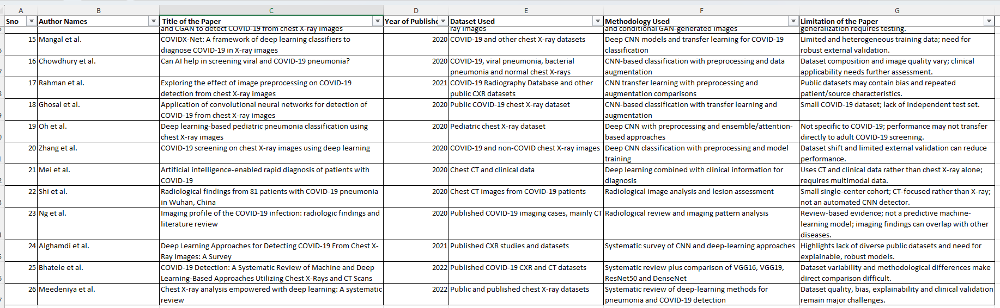 A B C D E F G
Sno Author Names Title of the Paper Year of Publishe Dataset Used Methodology Used Limitation of the Paper
and CGAN to detect COVID-19 from chest X-ray images ray images and conditional GAN-generated images generalization requires testing.
15 Mangal et al. COVIDX-Net: A framework of deep learning classifiers to 2020 COVID-19 and other chest X-ray datasets Deep CNN models and transfer learning for COVID-19 Limited and heterogeneous training data; need for
diagnose COVID-19 in X-ray images classification robust external validation.
16 Chowdhury et al. Can AI help in screening viral and COVID-19 pneumonia? 2020 COVID-19, viral pneumonia, bacterial CNN-based classification with preprocessing and data Dataset composition and image quality vary; clinical
pneumonia and normal chest X-rays augmentation applicability needs further assessment.
17 Rahman et al. Exploring the effect of image preprocessing on COVID-19 2021 COVID-19 Radiography Database and other CNN transfer learning with preprocessing and Public datasets may contain bias and repeated
detection from chest X-ray images public CXR datasets augmentation comparisons patient/source characteristics.
18 Ghosal et al. Application of convolutional neural networks for detection of 2020 Public COVID-19 chest X-ray dataset CNN-based classification with transfer learning and Small COVID-19 dataset; lack of independent test set.
COVID-19 from chest X-ray images augmentation
19 Oh et al. Deep learning-based pediatric pneumonia classification using 2020 Pediatric chest X-ray dataset Deep CNN with preprocessing and ensemble/attention- Not specific to COVID-19; performance may not transfer
chest X-ray images based approaches directly to adult COVID-19 screening.
20 Zhang et al. COVID-19 screening on chest X-ray images using deep learning 2020 COVID-19 and non-COVID chest X-ray images Deep CNN classification with preprocessing and model Dataset shift and limited external validation can reduce
training performance.
21 Mei et al. Artificial intelligence-enabled rapid diagnosis of patients with 2020 Chest CT and clinical data Deep learning combined with clinical information for Uses CT and clinical data rather than chest X-ray alone;
COVID-19 diagnosis requires multimodal data.
22 Shi et al. Radiological findings from 81 patients with COVID-19 pneumonia 2020 Chest CT images from COVID-19 patients Radiological image analysis and lesion assessment Small single-center cohort; CT-focused rather than X-ray;
in Wuhan, China not an automated CNN detector.
23 Ng et al. Imaging profile of the COVID-19 infection: radiologic findings and 2020 Published COVID-19 imaging cases, mainly CT Radiological review and imaging pattern analysis Review-based evidence; not a predictive machine-
literature review learning model; imaging findings can overlap with other
diseases.
24 Alghamdi et al. Deep Learning Approaches for Detecting COVID-19 From Chest X- 2021 Published CXR studies and datasets Systematic survey of CNN and deep-learning approaches Highlights lack of diverse public datasets and need for
Ray Images: A Survey explainable, robust models.
25 Bhatele et al. COVID-19 Detection: A Systematic Review of Machine and Deep 2022 Published COVID-19 CXR and CT datasets Systematic review plus comparison of VGG16, VGG19, Dataset variability and methodological differences make
Learning-Based Approaches Utilizing Chest X-Rays and CT Scans ResNet50 and DenseNet direct comparison difficult.
26 Meedeniya et al. Chest X-ray analysis empowered with deep learning: A systematic 2022 Public and published chest X-ray datasets Systematic review of deep-learning methods for Dataset quality, bias, explainability and clinical validation
review pneumonia and COVID-19 detection remain major challenges.